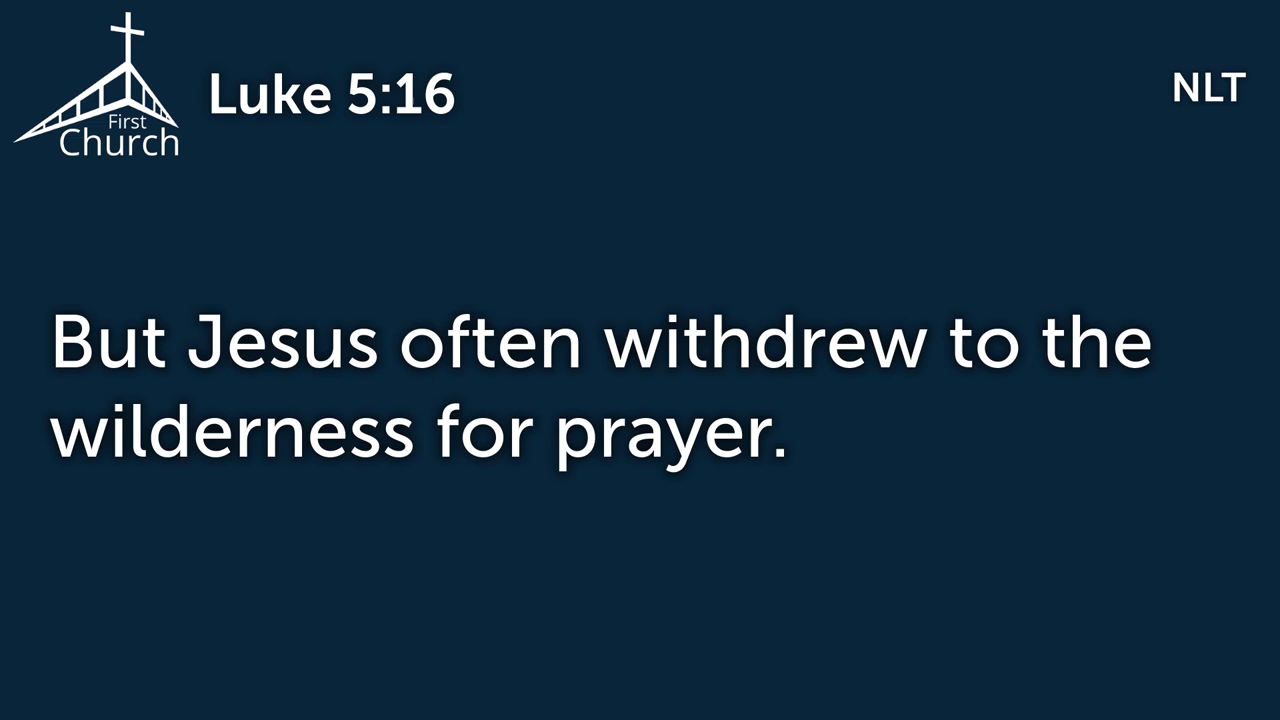 First
Church
Luke 5:16
NLT
But Jesus often withdrew to the
wilderness for prayer.